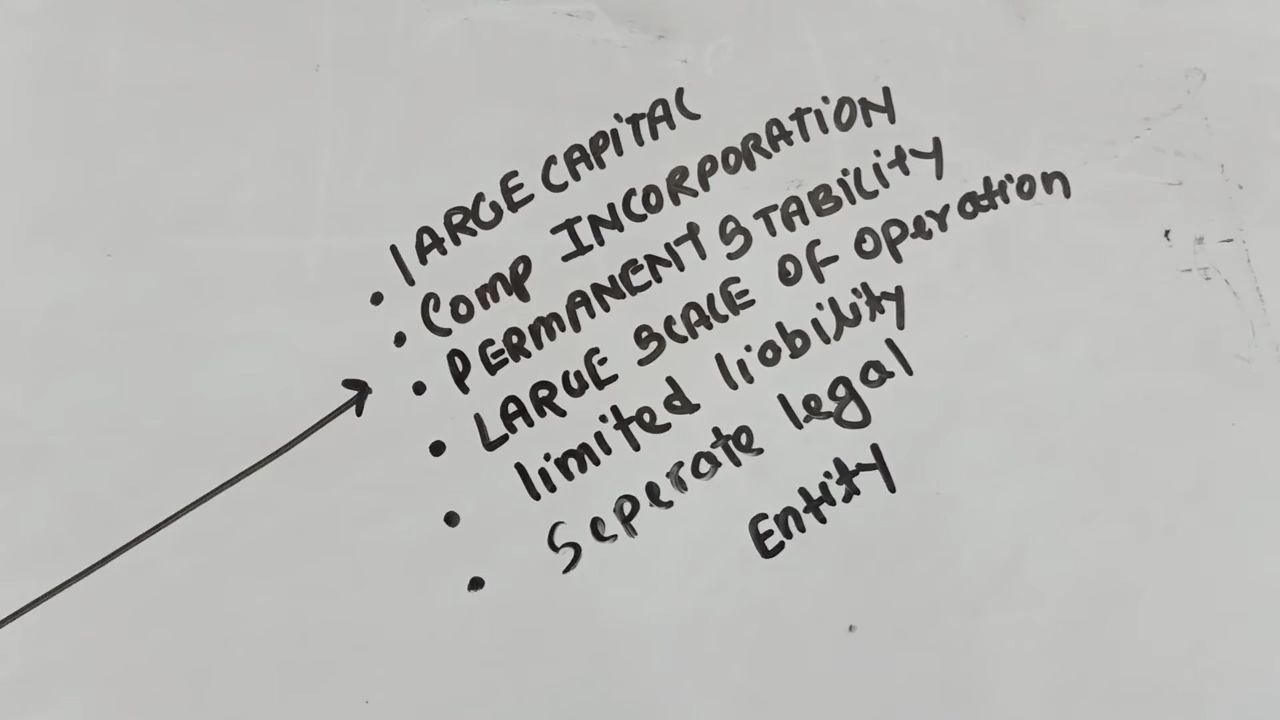 • LARGE CAPITAL
• Comp INCORPORATION
• PERMANENT STABILITY
• LARGE SCALE OF operation
• limited liability
• Seperate legal
Entity